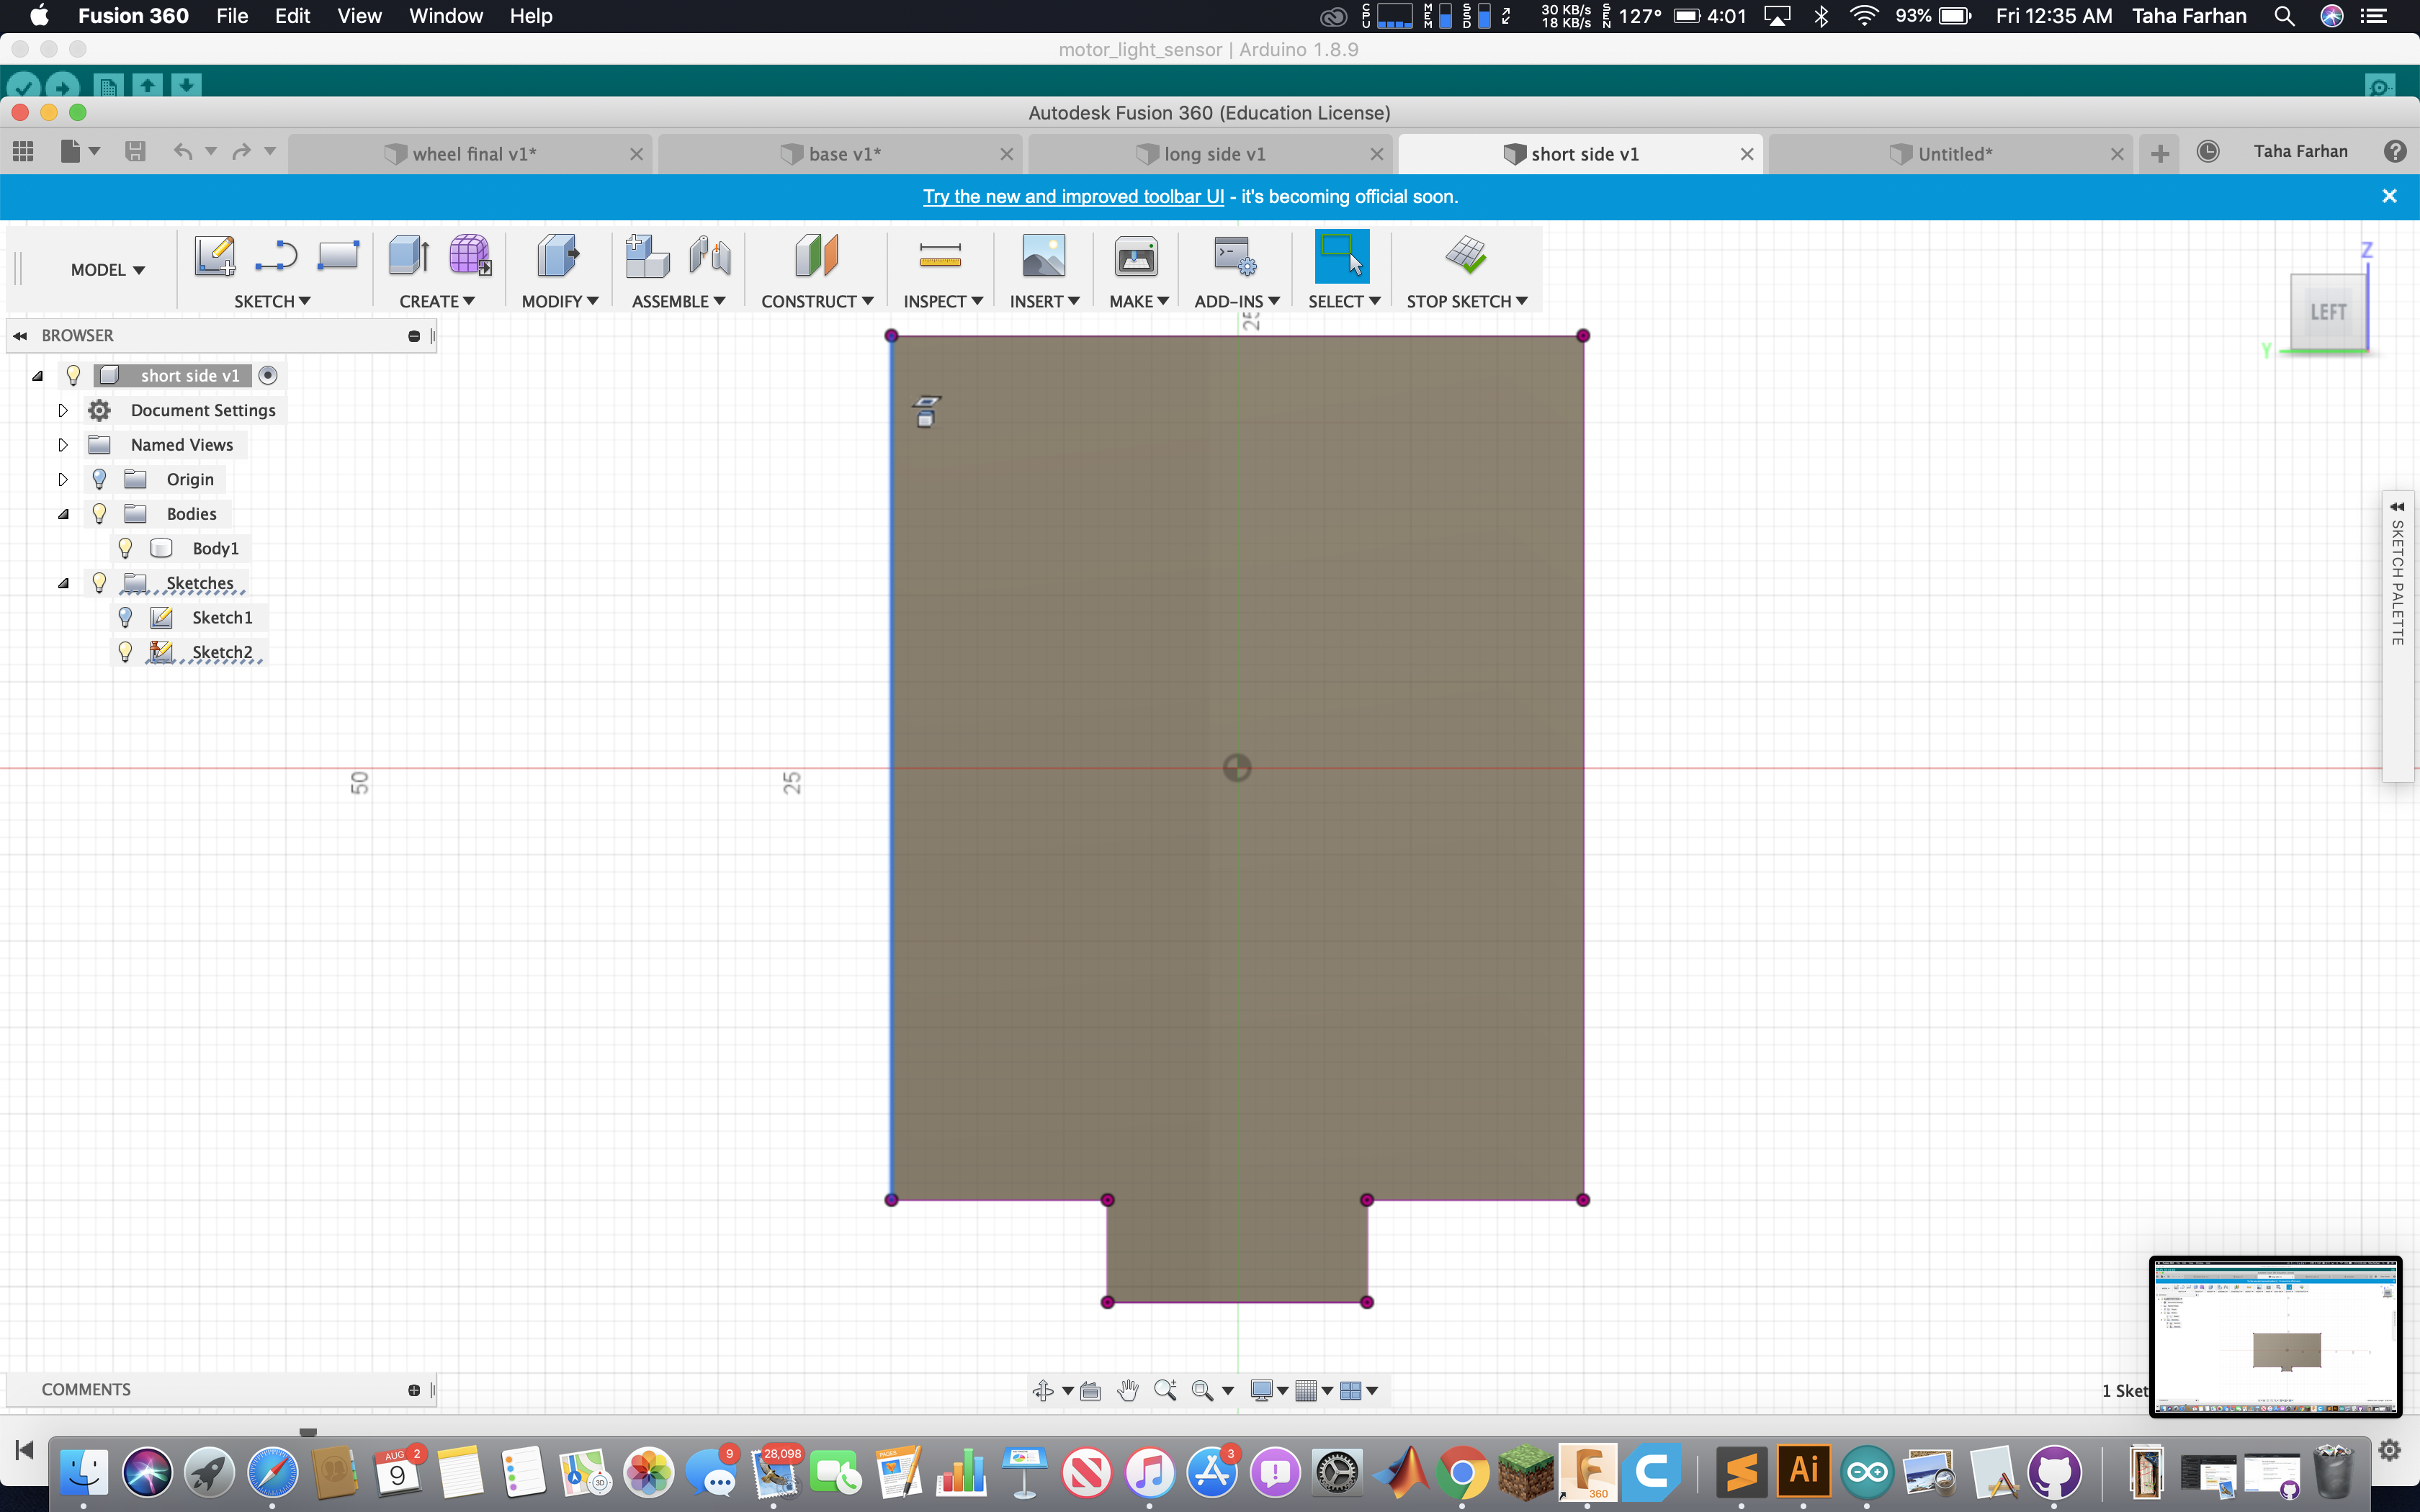 Fusion 360 File Edit View Window Help CPU MEM SSD 30 KB/s 18 KB/s SEN 127° 4:01 93% Fri 12:35 AM Taha Farhan
motor_light_sensor | Arduino 1.8.9
Autodesk Fusion 360 (Education License)
wheel final v1* base v1* long side v1 short side v1 Untitled* Taha Farhan
Try the new and improved toolbar UI - it's becoming official soon.
MODEL
SKETCH CREATE MODIFY ASSEMBLE CONSTRUCT INSPECT INSERT MAKE ADD-INS SELECT STOP SKETCH
Z
LEFT
Y
25
BROWSER
short side v1
Document Settings
Named Views
Origin
Bodies
Body1
Sketches
Sketch1
Sketch2
SKETCH PALETTE
50 25
COMMENTS
1 Sket
AUG 2 9 9 28,098 3 360 Ai